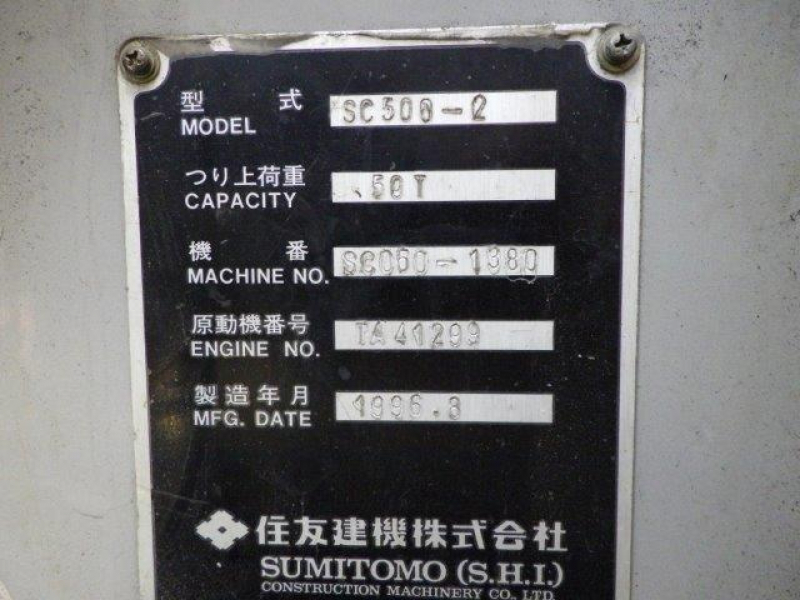 型 式 SC500-2
MODEL
つり上荷重 50T
CAPACITY
機 番 SC050-1380
MACHINE NO.
原動機番号 TA41299
ENGINE NO.
製造年月 1996.3
MFG. DATE
住友建機株式会社
SUMITOMO (S.H.I.)
CONSTRUCTION MACHINERY CO., LTD.